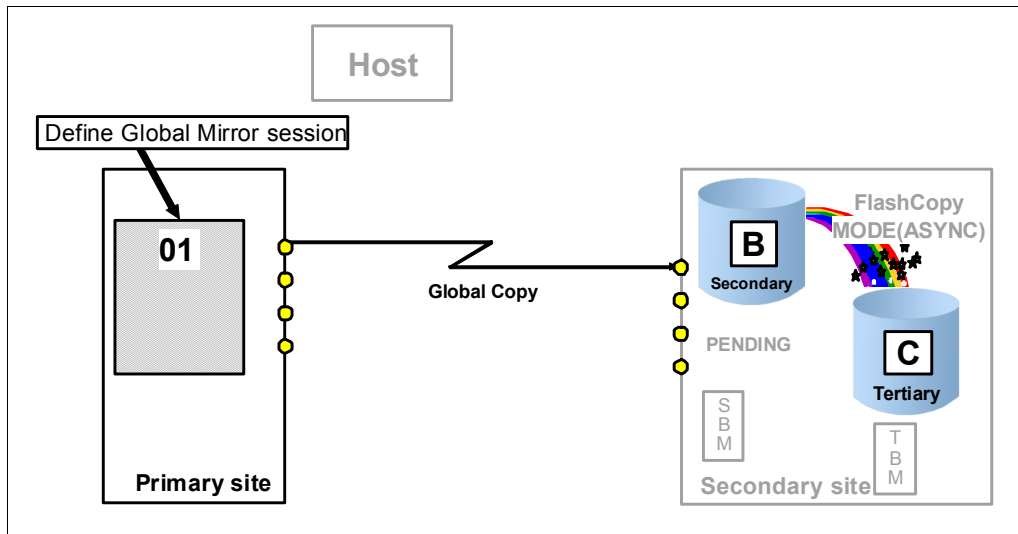 Host
Define Global Mirror session
01
Primary site
Global Copy
B
Secondary
FlashCopy
MODE(ASYNC)
C
Tertiary
PENDING
S
B
M
T
B
M
Secondary site